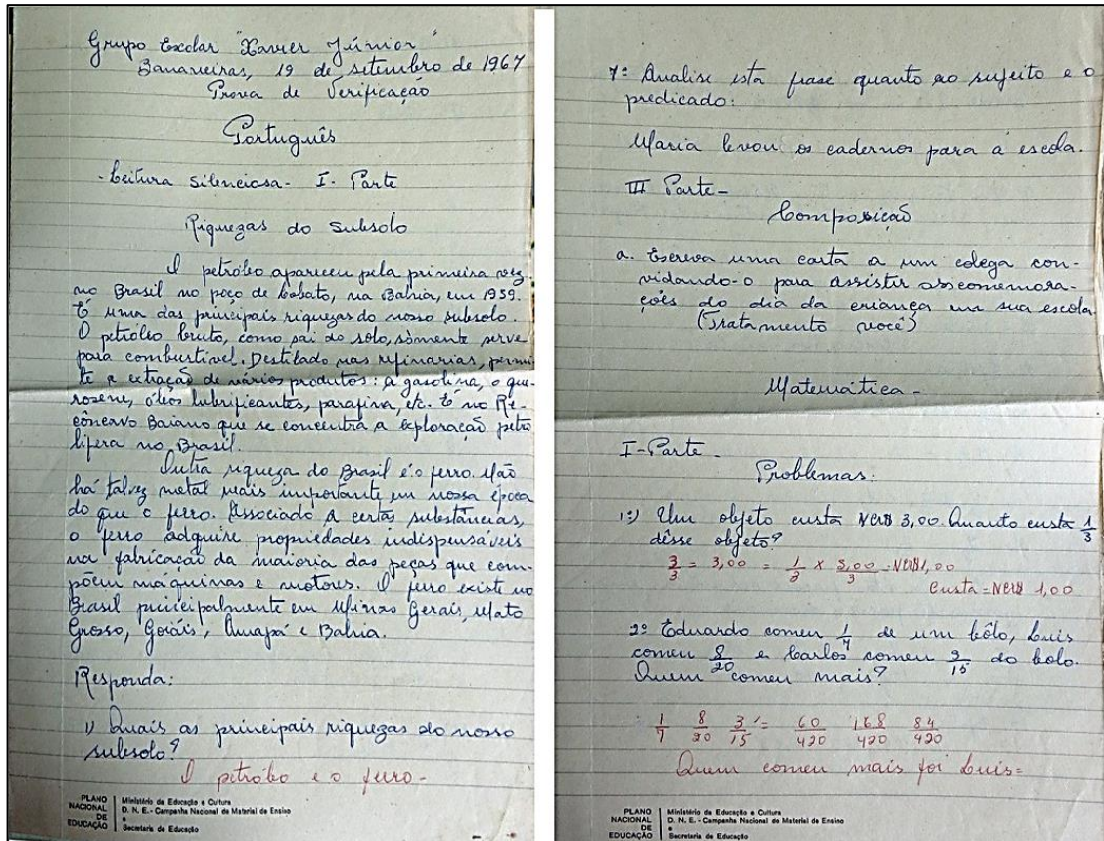 Grupo Escolar "Xavier Júnior"
Bananeiras, 19 de setembro de 1967
Prova de Verificação
Português
- Leitura silenciosa - I - Parte
Riquezas do subsolo
O petróleo apareceu pela primeira vez
no Brasil no poço de Lobato, na Bahia, em 1939.
É uma das principais riquezas do nosso subsolo.
O petróleo bruto, como sai do solo, sòmente serve
para combustível. Destilado nas refinarias, permi-
te a extração de vários produtos: a gasolina, o que-
rosene, óleos lubrificantes, parafina, etc. É no Re-
côncavo Baiano que se concentra a exploração petro
lífera no Brasil.
Outra riqueza do Brasil é o ferro. Não
há talvez metal mais importante em nossa época
do que o ferro. Associado a certas substâncias,
o ferro adquire propriedades indispensáveis
na fabricação da maioria das peças que com-
põem máquinas e motores. O ferro existe no
Brasil principalmente em Minas Gerais, Mato
Grosso, Goiás, Amapá e Bahia.
Responda:
1) Quais as principais riquezas do nosso
subsolo?
O petróleo e o ferro -
PLANO NACIONAL DE EDUCAÇÃO
Ministério da Educação e Cultura
D. N. E. - Campanha Nacional de Material de Ensino
e
Secretaria de Educação
7º Analise esta frase quanto ao sujeito e o
predicado:
Maria levou os cadernos para a escola.
III Parte -
Composição
a. Escreva uma carta a um colega con-
vidando-o para assistir as comemora-
ções do dia da criança em sua escola
(Tratamento você)
Matemática -
I - Parte -
Problemas:
1º) Um objeto custa NCR$ 3,00. Quanto custa 1/3
dêsse objeto?
3/3 = 3,00 = 1/3 x 3,00/3 = NCR$1,00
Custa = NCR$ 1,00
2º Eduardo comeu 1/7 de um bôlo, Luis
comeu 8/20 e Carlos comeu 3/15 do bolo.
Quem comeu mais?
1/7 8/20 3/15 = 60/420 168/420 84/420
Quem comeu mais foi Luis =
PLANO NACIONAL DE EDUCAÇÃO
Ministério da Educação e Cultura
D. N. E. - Campanha Nacional de Material de Ensino
e
Secretaria de Educação